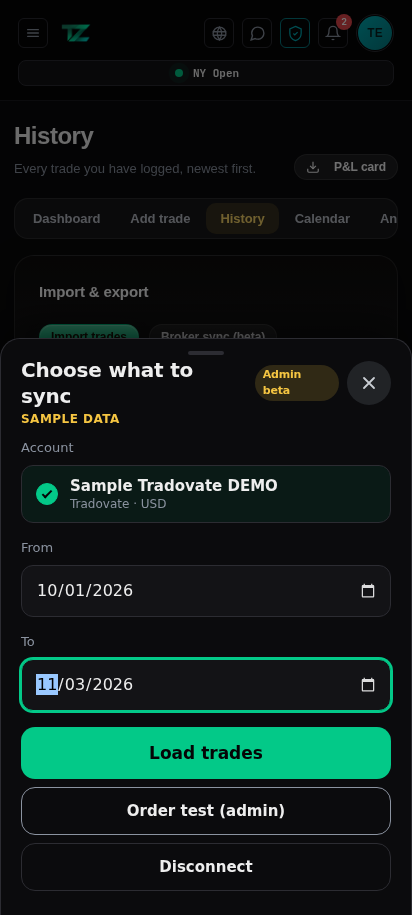 TZ
2
TE
NY Open
History
Every trade you have logged, newest first.
P&L card
Dashboard
Add trade
History
Calendar
An
Import & export
Import trades
Broker sync (beta)
Choose what to
sync
Admin
beta
SAMPLE DATA
Account
Sample Tradovate DEMO
Tradovate · USD
From
10/01/2026
To
11/03/2026
Load trades
Order test (admin)
Disconnect